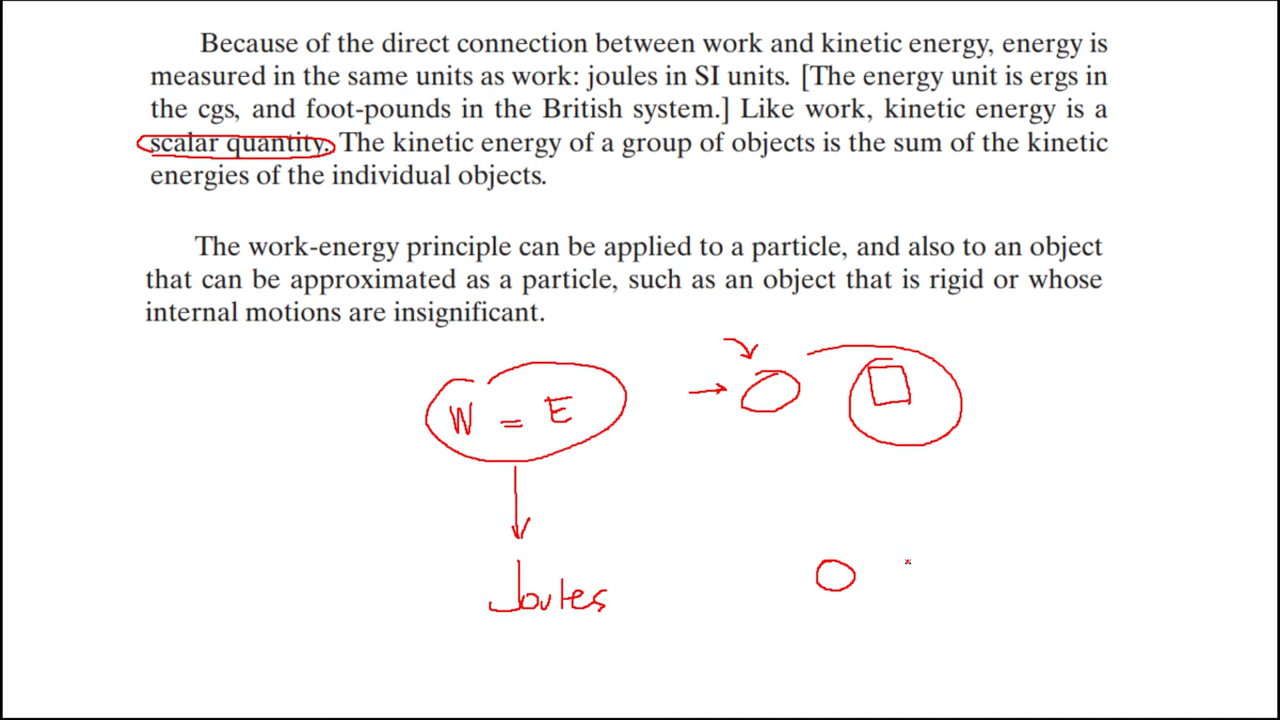 Because of the direct connection between work and kinetic energy, energy is
measured in the same units as work: joules in SI units. [The energy unit is ergs in
the cgs, and foot-pounds in the British system.] Like work, kinetic energy is a
scalar quantity. The kinetic energy of a group of objects is the sum of the kinetic
energies of the individual objects.
The work-energy principle can be applied to a particle, and also to an object
that can be approximated as a particle, such as an object that is rigid or whose
internal motions are insignificant.
W = E
Joules